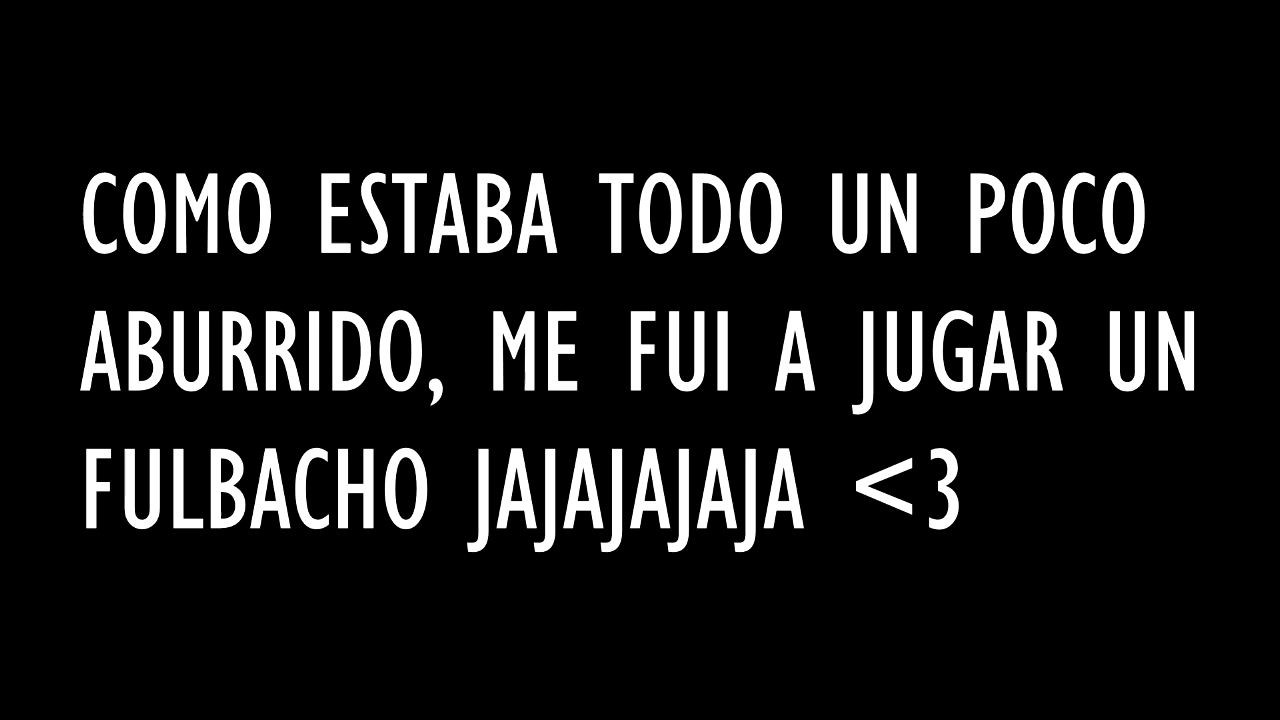 COMO ESTABA TODO UN POCO
ABURRIDO, ME FUI A JUGAR UN
FULBACHO JAJAJAJAJA <3